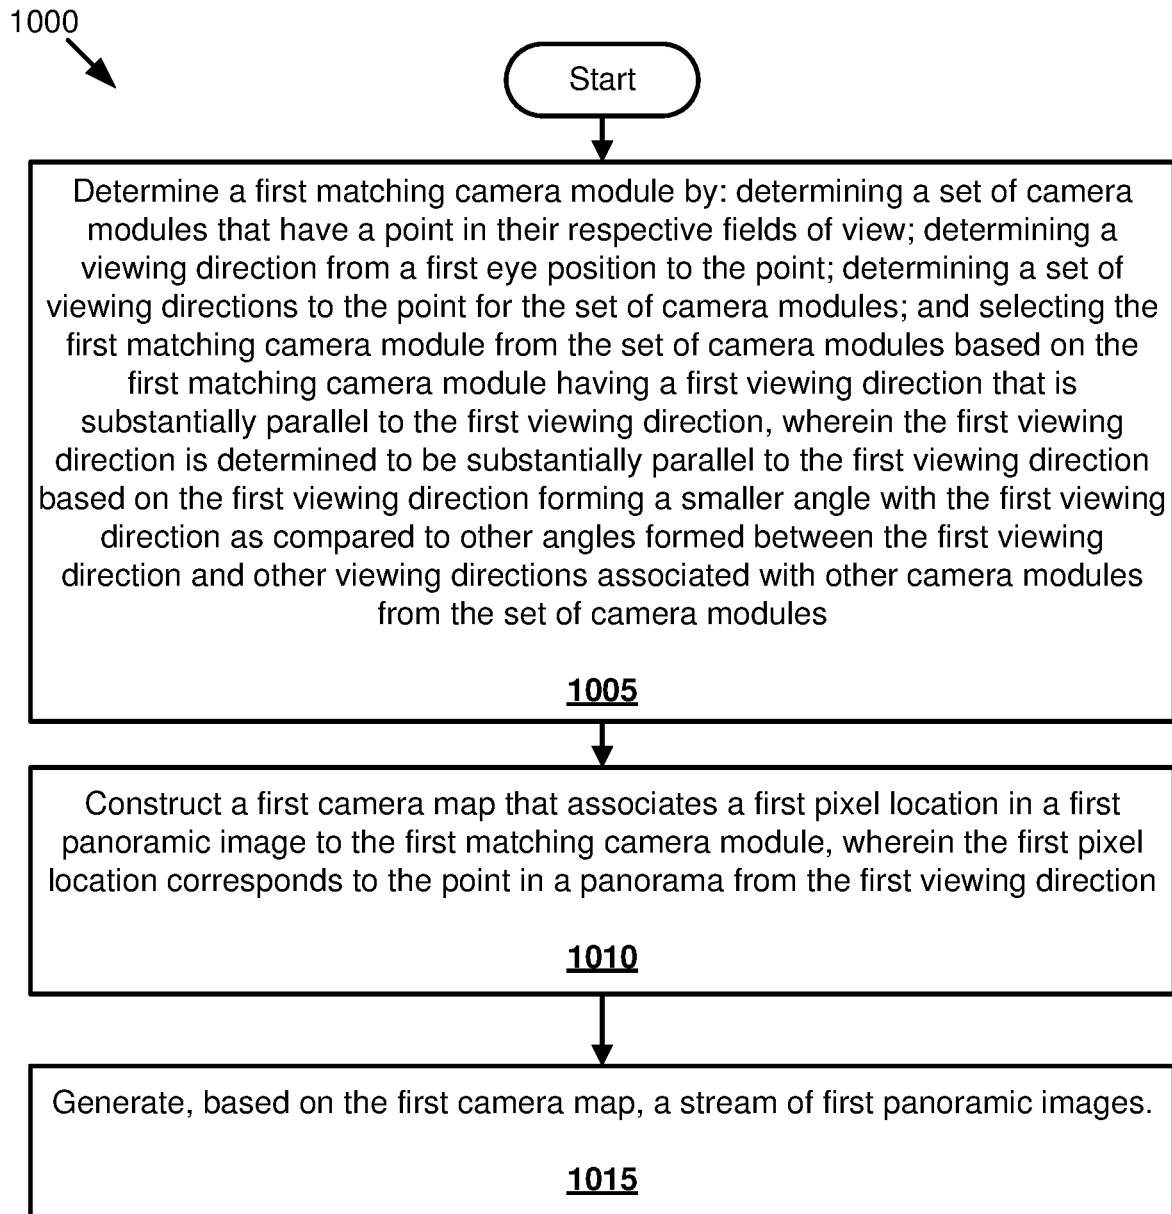 1000
Start
Determine a first matching camera module by: determining a set of camera
modules that have a point in their respective fields of view; determining a
viewing direction from a first eye position to the point; determining a set of
viewing directions to the point for the set of camera modules; and selecting the
first matching camera module from the set of camera modules based on the
first matching camera module having a first viewing direction that is
substantially parallel to the first viewing direction, wherein the first viewing
direction is determined to be substantially parallel to the first viewing direction
based on the first viewing direction forming a smaller angle with the first viewing
direction as compared to other angles formed between the first viewing
direction and other viewing directions associated with other camera modules
from the set of camera modules
1005
Construct a first camera map that associates a first pixel location in a first
panoramic image to the first matching camera module, wherein the first pixel
location corresponds to the point in a panorama from the first viewing direction
1010
Generate, based on the first camera map, a stream of first panoramic images.
1015